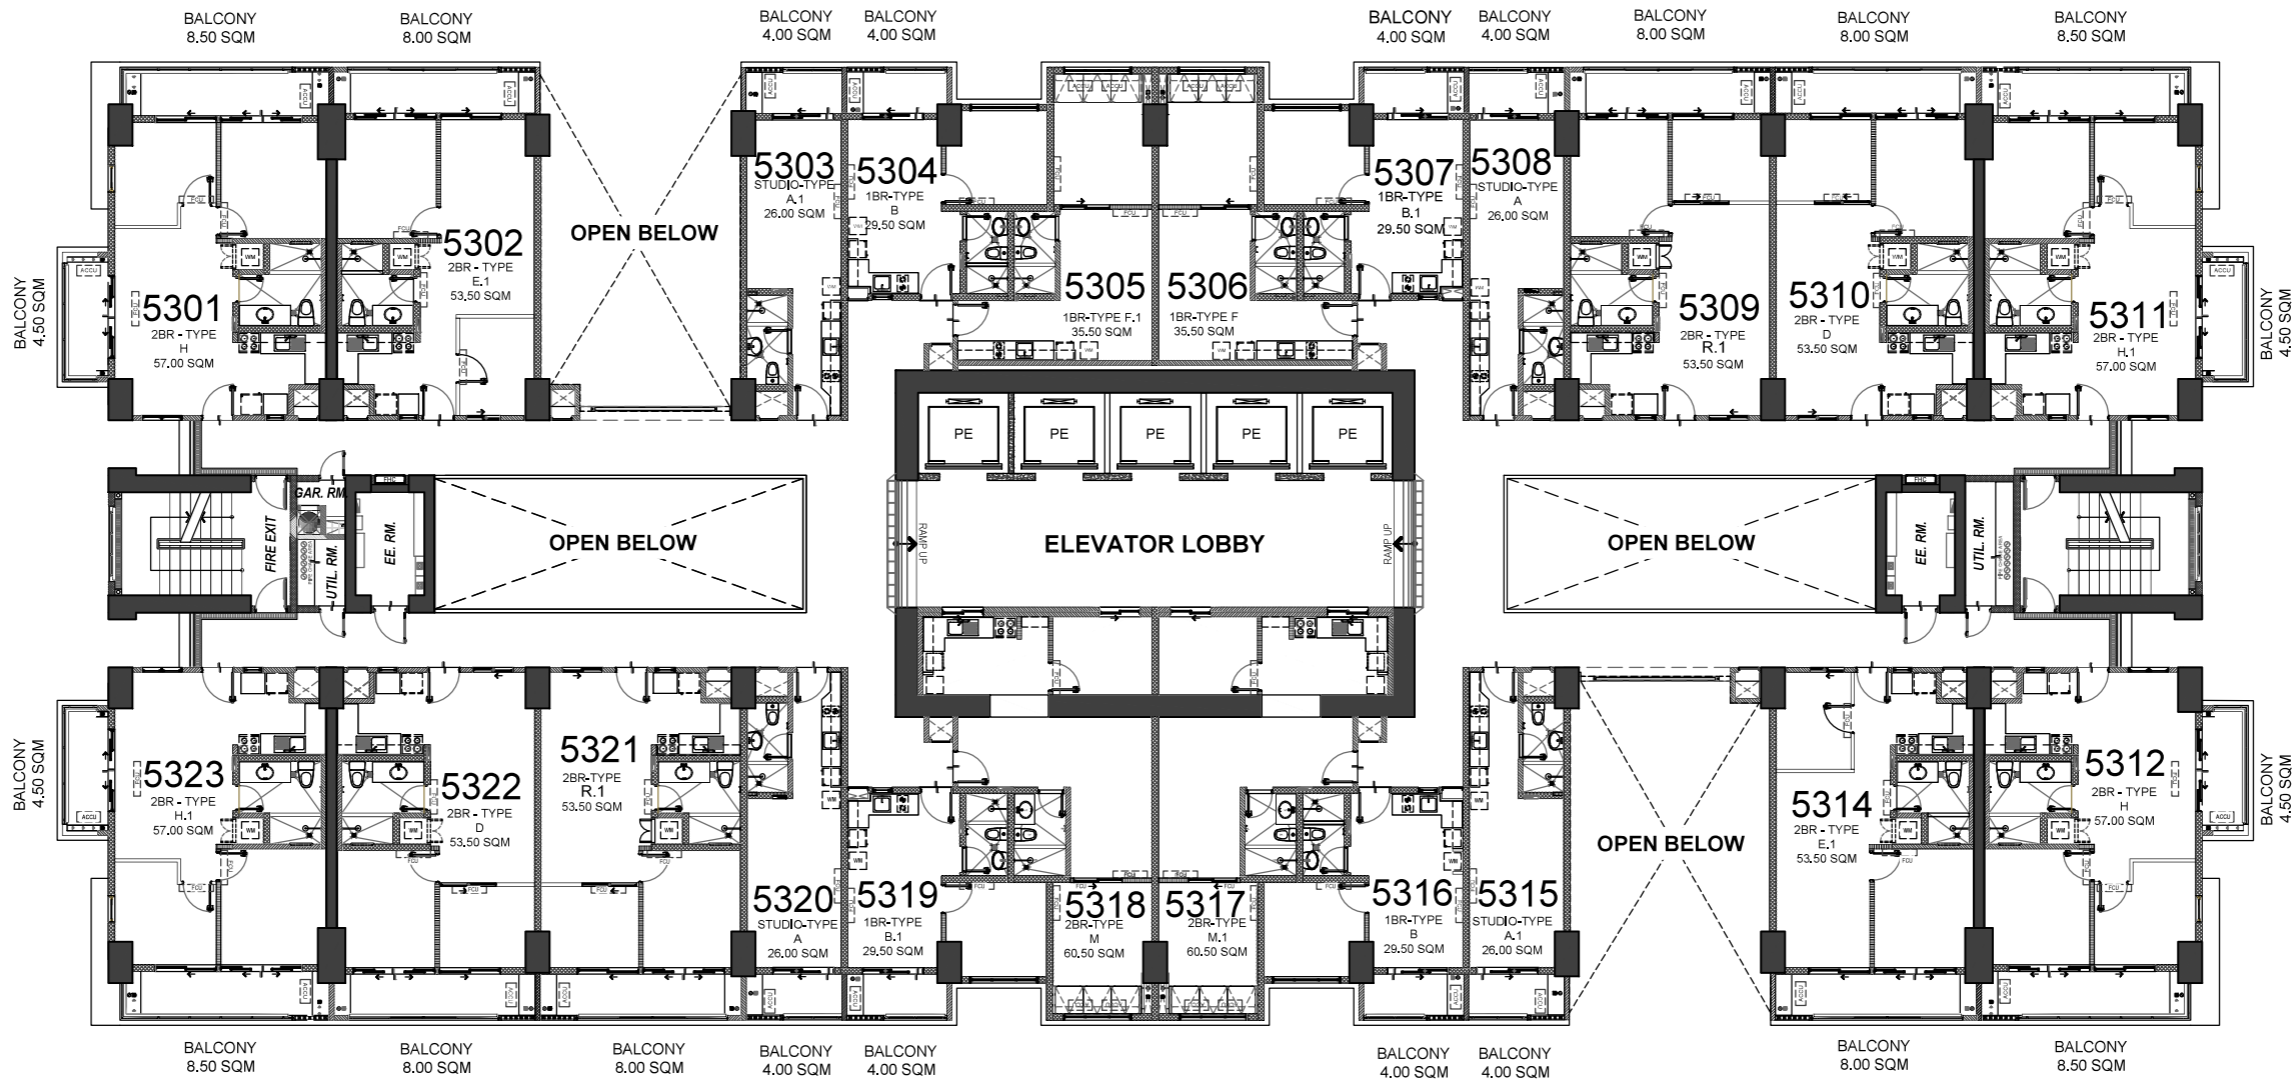 BALCONY
8.50 SQM
BALCONY
8.00 SQM
BALCONY
4.00 SQM
BALCONY
4.00 SQM
BALCONY
4.00 SQM
BALCONY
4.00 SQM
BALCONY
8.00 SQM
BALCONY
8.00 SQM
BALCONY
8.50 SQM
5301
2BR - TYPE
H
57.00 SQM
5302
2BR - TYPE
E.1
53.50 SQM
OPEN BELOW
5303
STUDIO-TYPE
A.1
26.00 SQM
5304
1BR-TYPE
B
29.50 SQM
5305
1BR-TYPE F.1
35.50 SQM
5306
1BR-TYPE F
35.50 SQM
5307
1BR-TYPE
B.1
29.50 SQM
5308
STUDIO-TYPE
A
26.00 SQM
5309
2BR - TYPE
R.1
53.50 SQM
5310
2BR - TYPE
D
53.50 SQM
5311
2BR - TYPE
H.1
57.00 SQM
BALCONY
4.50 SQM
BALCONY
4.50 SQM
PE
PE
PE
PE
PE
FIRE EXIT
GAR. RM.
UTIL. RM.
FHC
EE. RM.
OPEN BELOW
RAMP UP
ELEVATOR LOBBY
RAMP UP
OPEN BELOW
FHC
EE. RM.
UTIL. RM.
BALCONY
4.50 SQM
5323
2BR - TYPE
H.1
57.00 SQM
5322
2BR - TYPE
D
53.50 SQM
5321
2BR-TYPE
R.1
53.50 SQM
5320
STUDIO-TYPE
A
26.00 SQM
5319
1BR-TYPE
B.1
29.50 SQM
5318
2BR-TYPE
M
60.50 SQM
5317
2BR-TYPE
M.1
60.50 SQM
5316
1BR-TYPE
B
29.50 SQM
5315
STUDIO-TYPE
A.1
26.00 SQM
OPEN BELOW
5314
2BR - TYPE
E.1
53.50 SQM
5312
2BR - TYPE
H
57.00 SQM
BALCONY
4.50 SQM
BALCONY
8.50 SQM
BALCONY
8.00 SQM
BALCONY
8.00 SQM
BALCONY
4.00 SQM
BALCONY
4.00 SQM
BALCONY
4.00 SQM
BALCONY
4.00 SQM
BALCONY
8.00 SQM
BALCONY
8.50 SQM